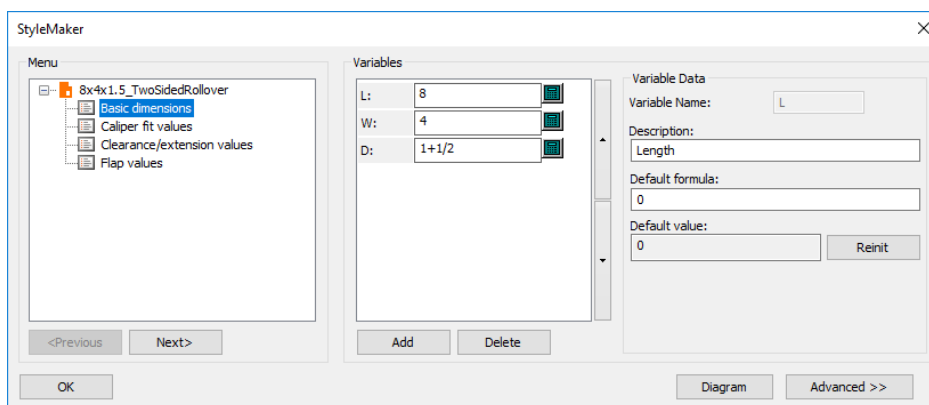 StyleMaker
Menu
8x4x1.5_TwoSidedRollover
Basic dimensions
Caliper fit values
Clearance/extension values
Flap values
<Previous
Next>
Variables
L: 8
W: 4
D: 1+1/2
Add
Delete
Variable Data
Variable Name: L
Description:
Length
Default formula:
0
Default value:
0
Reinit
OK
Diagram
Advanced >>